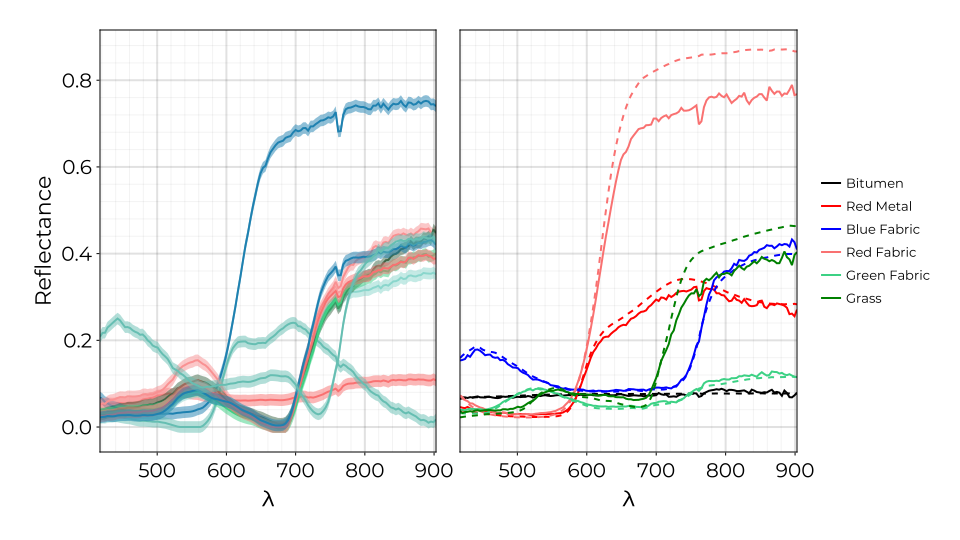 Reflectance
0.8
0.6
0.4
0.2
0.0
500 600 700 800 900
λ
500 600 700 800 900
λ
Bitumen
Red Metal
Blue Fabric
Red Fabric
Green Fabric
Grass